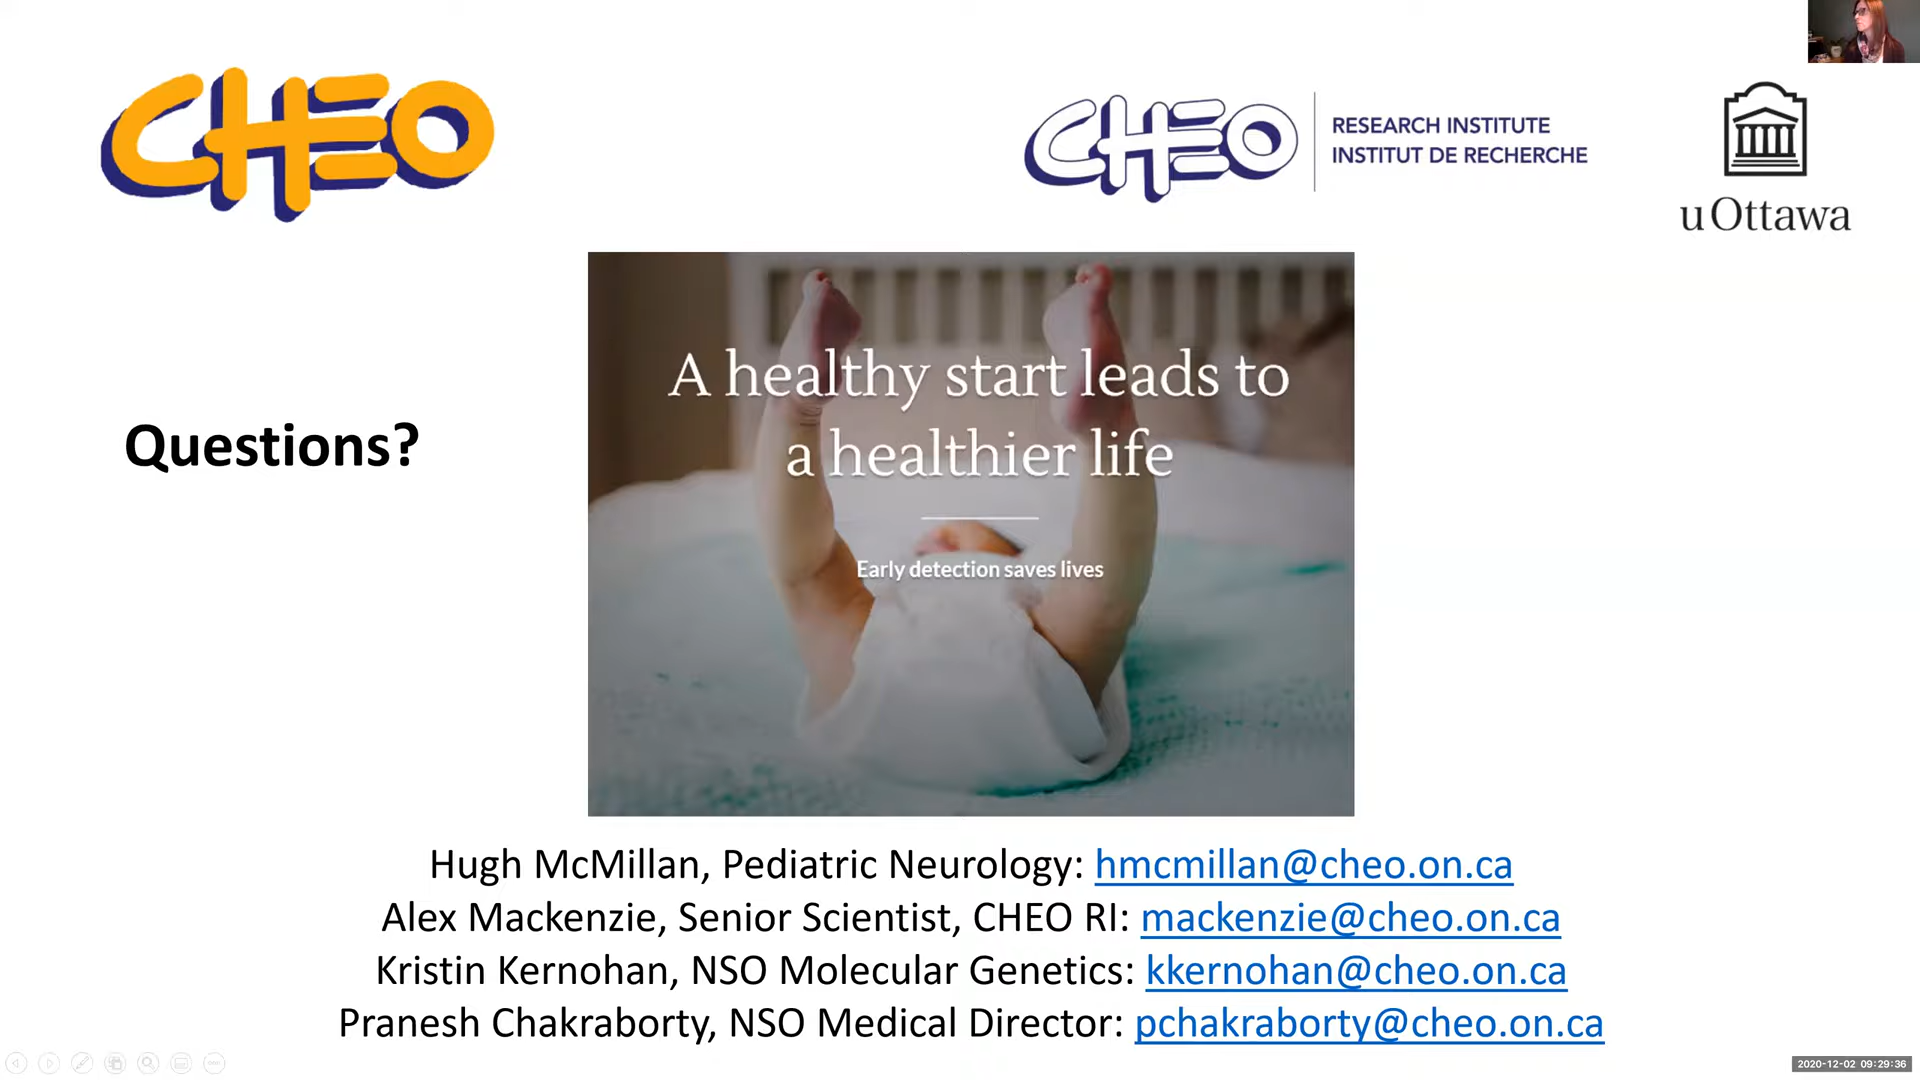 CHEO
CHEO
RESEARCH INSTITUTE
INSTITUT DE RECHERCHE
uOttawa
A healthy start leads to
a healthier life
Early detection saves lives
Questions?
Hugh McMillan, Pediatric Neurology: hmcmillan@cheo.on.ca
Alex Mackenzie, Senior Scientist, CHEO RI: mackenzie@cheo.on.ca
Kristin Kernohan, NSO Molecular Genetics: kkernohan@cheo.on.ca
Pranesh Chakraborty, NSO Medical Director: pchakraborty@cheo.on.ca
2020-12-02 09:29:36